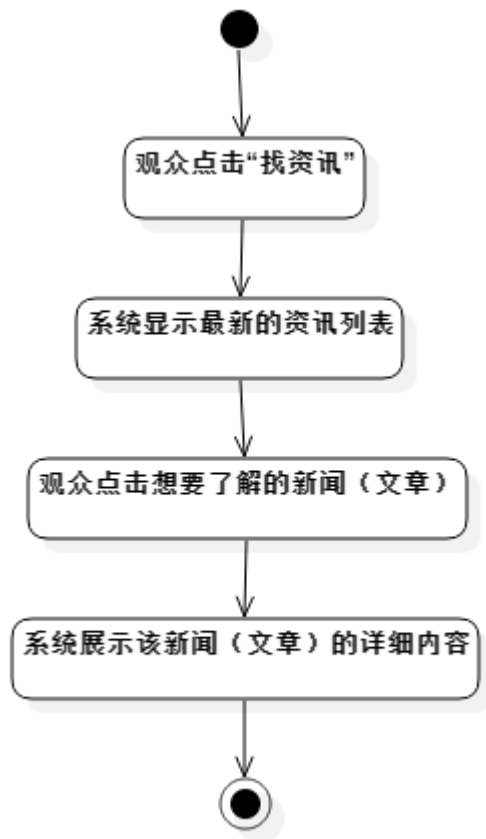 观众点击“找资讯”
系统显示最新的资讯列表
观众点击想要了解的新闻（文章）
系统展示该新闻（文章）的详细内容